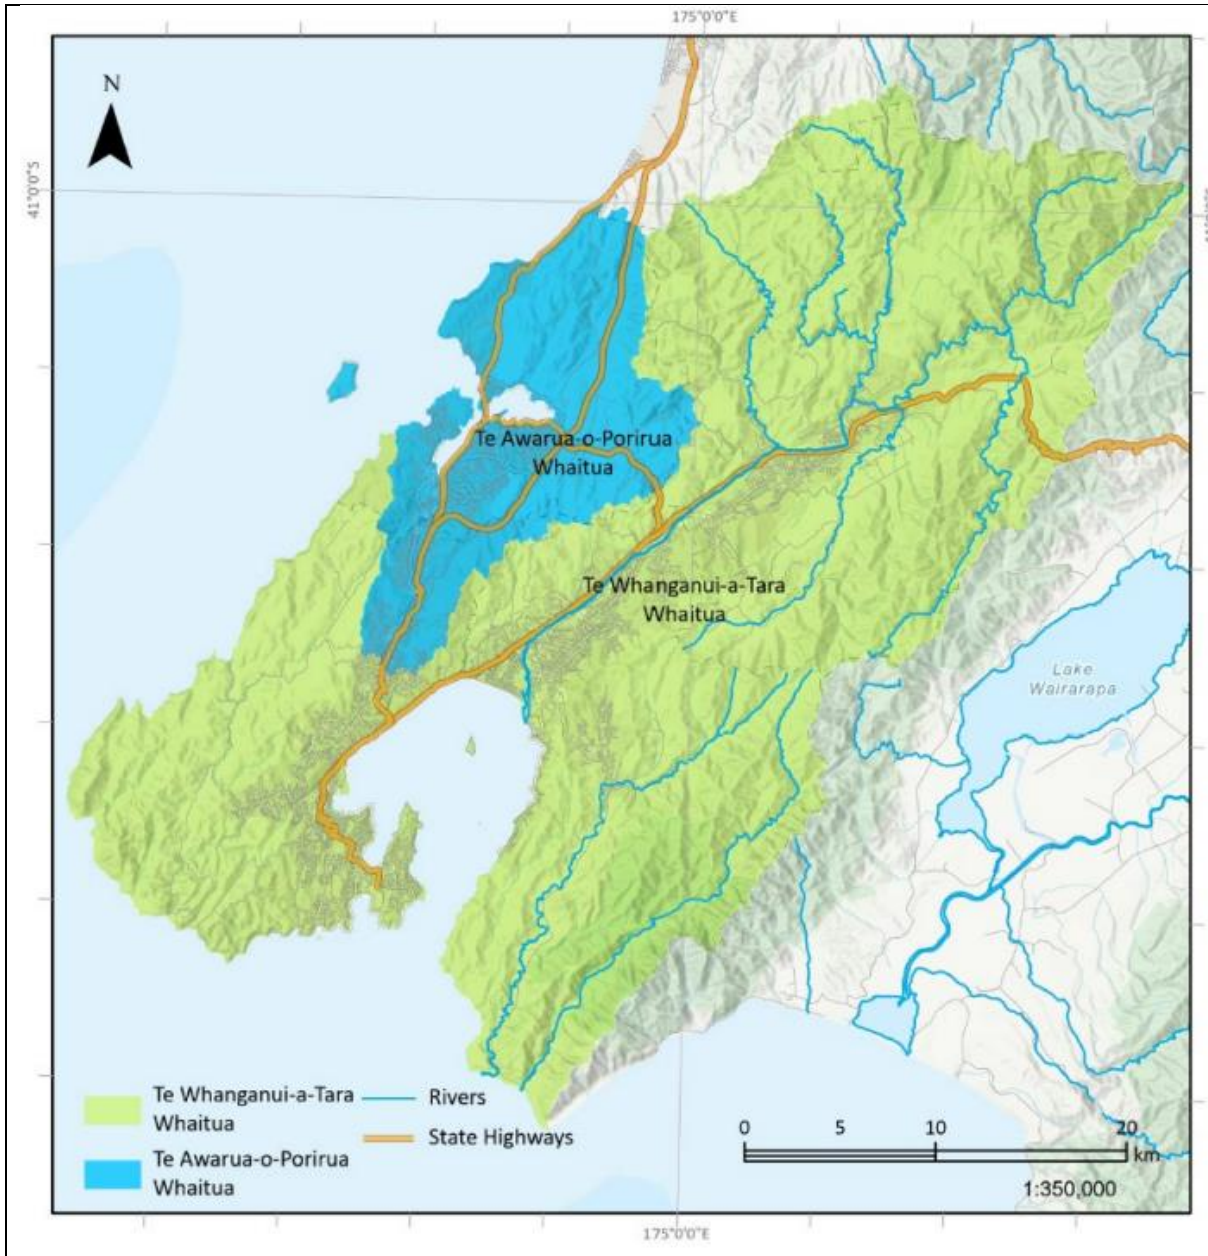 175°0'0"E
N
41°0'0"S
Te Awarua-o-Porirua
Whaitua
Te Whanganui-a-Tara
Whaitua
Lake
Wairarapa
Te Whanganui-a-Tara
Whaitua
Te Awarua-o-Porirua
Whaitua
Rivers
State Highways
0 5 10 20
km
1:350,000
175°0'0"E